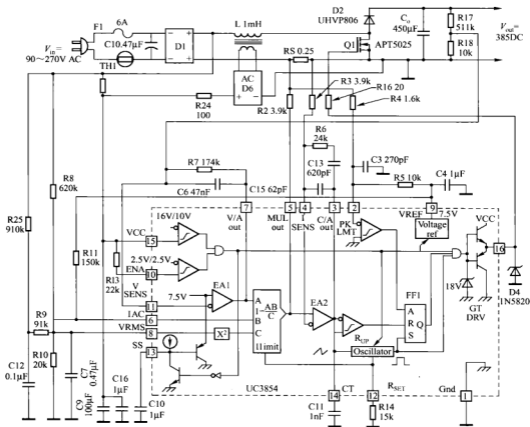 F1
6A
L 1mH
D2
UHVP806
C₀
450μF
R17
511k
Vout=
385DC
Vin=
90~270V AC
C10.47μF
D1
TH1
Q1
APT5025
R18
10k
RS 0.25
AC
D6
R3 3.9k
R16 20
R4 1.6k
R24
100
R2 3.9k
R6
24k
C13
620pF
R7 174k
C3 270pF
R8
620k
C6 47nF
C15 62pF
R5 10k
C4 1μF
7
5
4
3
2
9
V/A
out
MUL
out
I
SENS
C/A
out
PK
LMT
VREF
7.5V
Voltage
ref
VCC
16
R25
910k
16V/10V
VCC
15
2.5V/2.5V
ENA
10
R11
150k
R13
22k
V
SENS
11
7.5V
EA1
A
B
C
EA2
FF1
A
R
Q
S
18V
GT
DRV
D4
1N5820
IAC
6
R9
91k
VRMS
8
X²
1imit
RUP
Oscillator
SS
13
R10
20k
C12
0.1μF
C7
0.47μF
C9
100μF
C16
1μF
C10
1μF
UC3854
14
CT
12
RSET
Gnd
1
C11
1nF
R14
15k